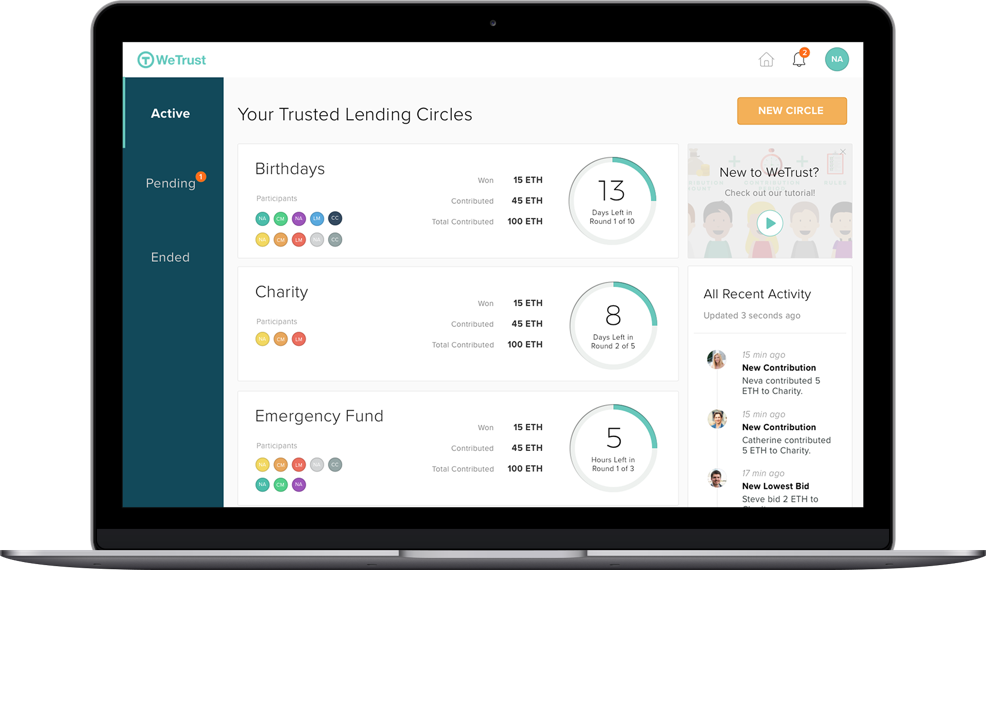 WeTrust
2
NA
Active
Pending 1
Ended
Your Trusted Lending Circles
NEW CIRCLE
Birthdays
Participants
NA CM NA LM CC
NA CM LM NA CC
Won 15 ETH
Contributed 45 ETH
Total Contributed 100 ETH
13
Days Left in
Round 1 of 10
Charity
Participants
NA CM LM
Won 15 ETH
Contributed 45 ETH
Total Contributed 100 ETH
8
Days Left in
Round 2 of 5
Emergency Fund
Participants
NA CM LM NA CC
NA CM NA
Won 15 ETH
Contributed 45 ETH
Total Contributed 100 ETH
5
Hours Left in
Round 1 of 3
New to WeTrust?
Check out our tutorial!
All Recent Activity
Updated 3 seconds ago
15 min ago
New Contribution
Neva contributed 5
ETH to Charity.
15 min ago
New Contribution
Catherine contributed
5 ETH to Charity.
17 min ago
New Lowest Bid
Steve bid 2 ETH to